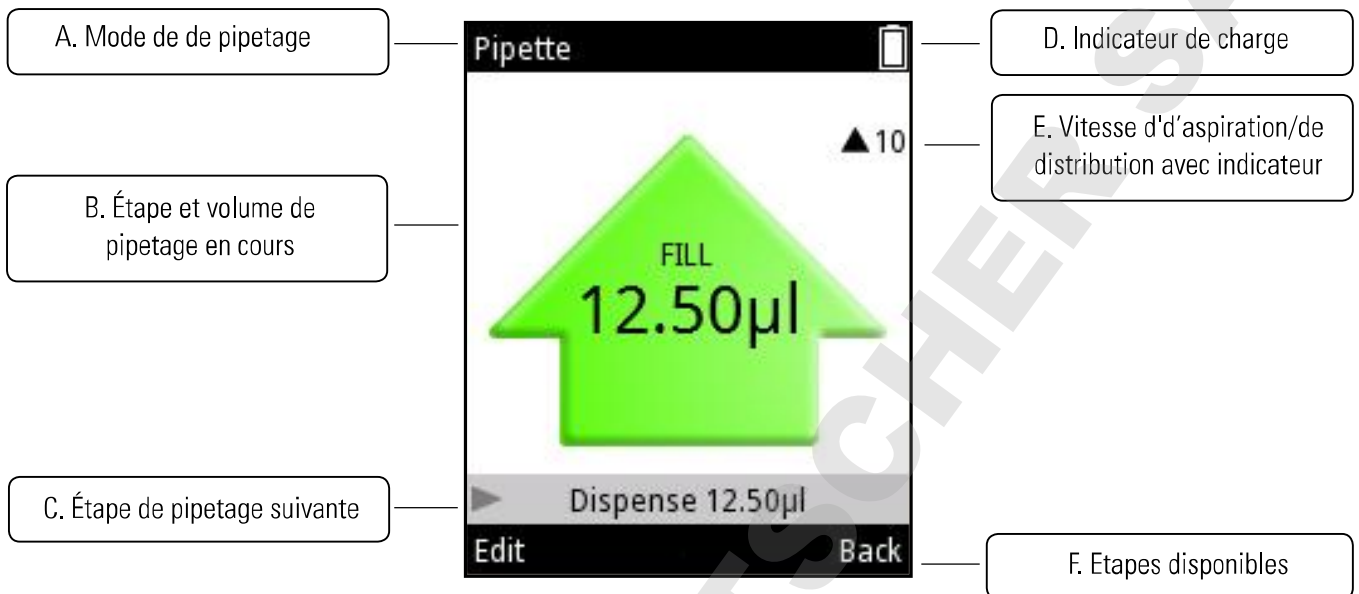 A. Mode de de pipetage
Pipette
D. Indicateur de charge
▲10
E. Vitesse d'd’aspiration/de
distribution avec indicateur
B. Étape et volume de
pipetage en cours
FILL
12.50µl
C. Étape de pipetage suivante
Dispense 12.50µl
Edit
Back
F. Etapes disponibles